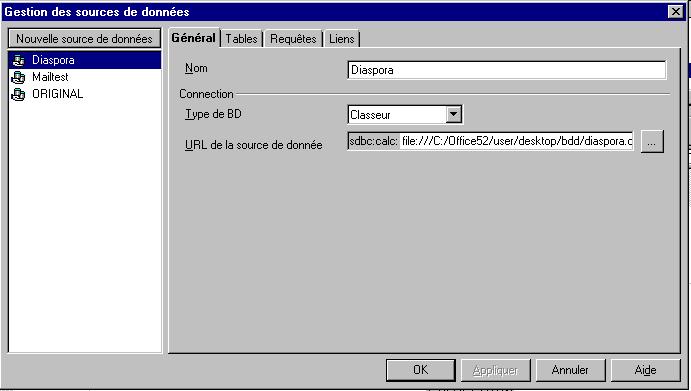 Gestion des sources de données
Nouvelle source de données
Diaspora
Mailtest
ORIGINAL
Général Tables Requêtes Liens
Nom Diaspora
Connection
Type de BD Classeur
URL de la source de donnée sdbc:calc: file:///C:/Office52/user/desktop/bdd/diaspora.c ...
OK Appliquer Annuler Aide